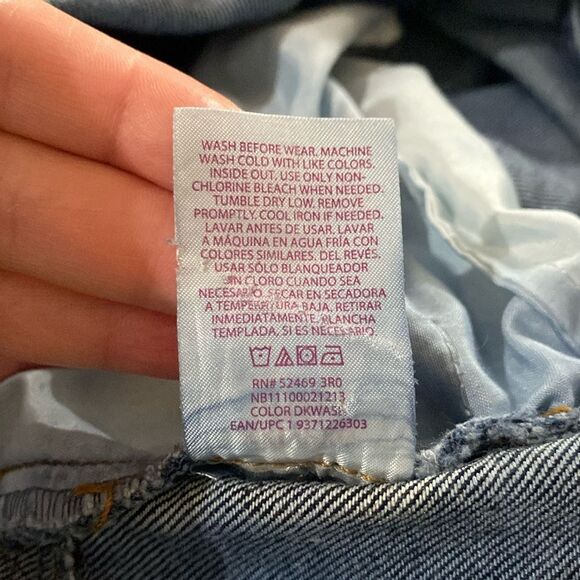 WASH BEFORE WEAR. MACHINE
WASH COLD WITH LIKE COLORS.
INSIDE OUT. USE ONLY NON-
CHLORINE BLEACH WHEN NEEDED.
TUMBLE DRY LOW. REMOVE
PROMPTLY. COOL IRON IF NEEDED.
LAVAR ANTES DE USAR. LAVAR
A MÁQUINA EN AGUA FRÍA CON
COLORES SIMILARES. DEL REVÉS.
USAR SÓLO BLANQUEADOR
SIN CLORO CUANDO SEA
NECESARIO. SECAR EN SECADORA
A TEMPERATURA BAJA. RETIRAR
INMEDIATAMENTE. PLANCHA
TEMPLADA, SI ES NECESARIO.
RN# 52469 3R0
NB11100021213
COLOR DKWASH
EAN/UPC 1 9371226303